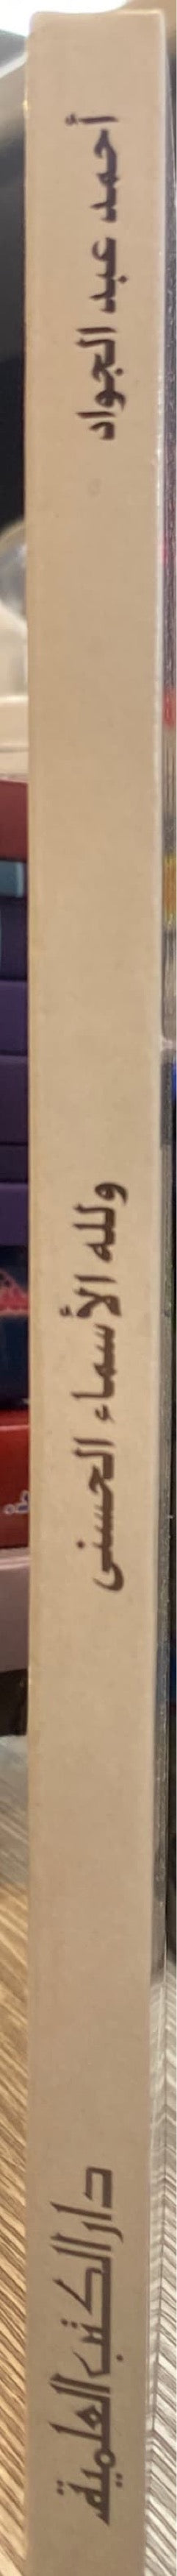 أحمد عبد الجواد
ولله الأسماء الحسنى
دار الكتب العلمية